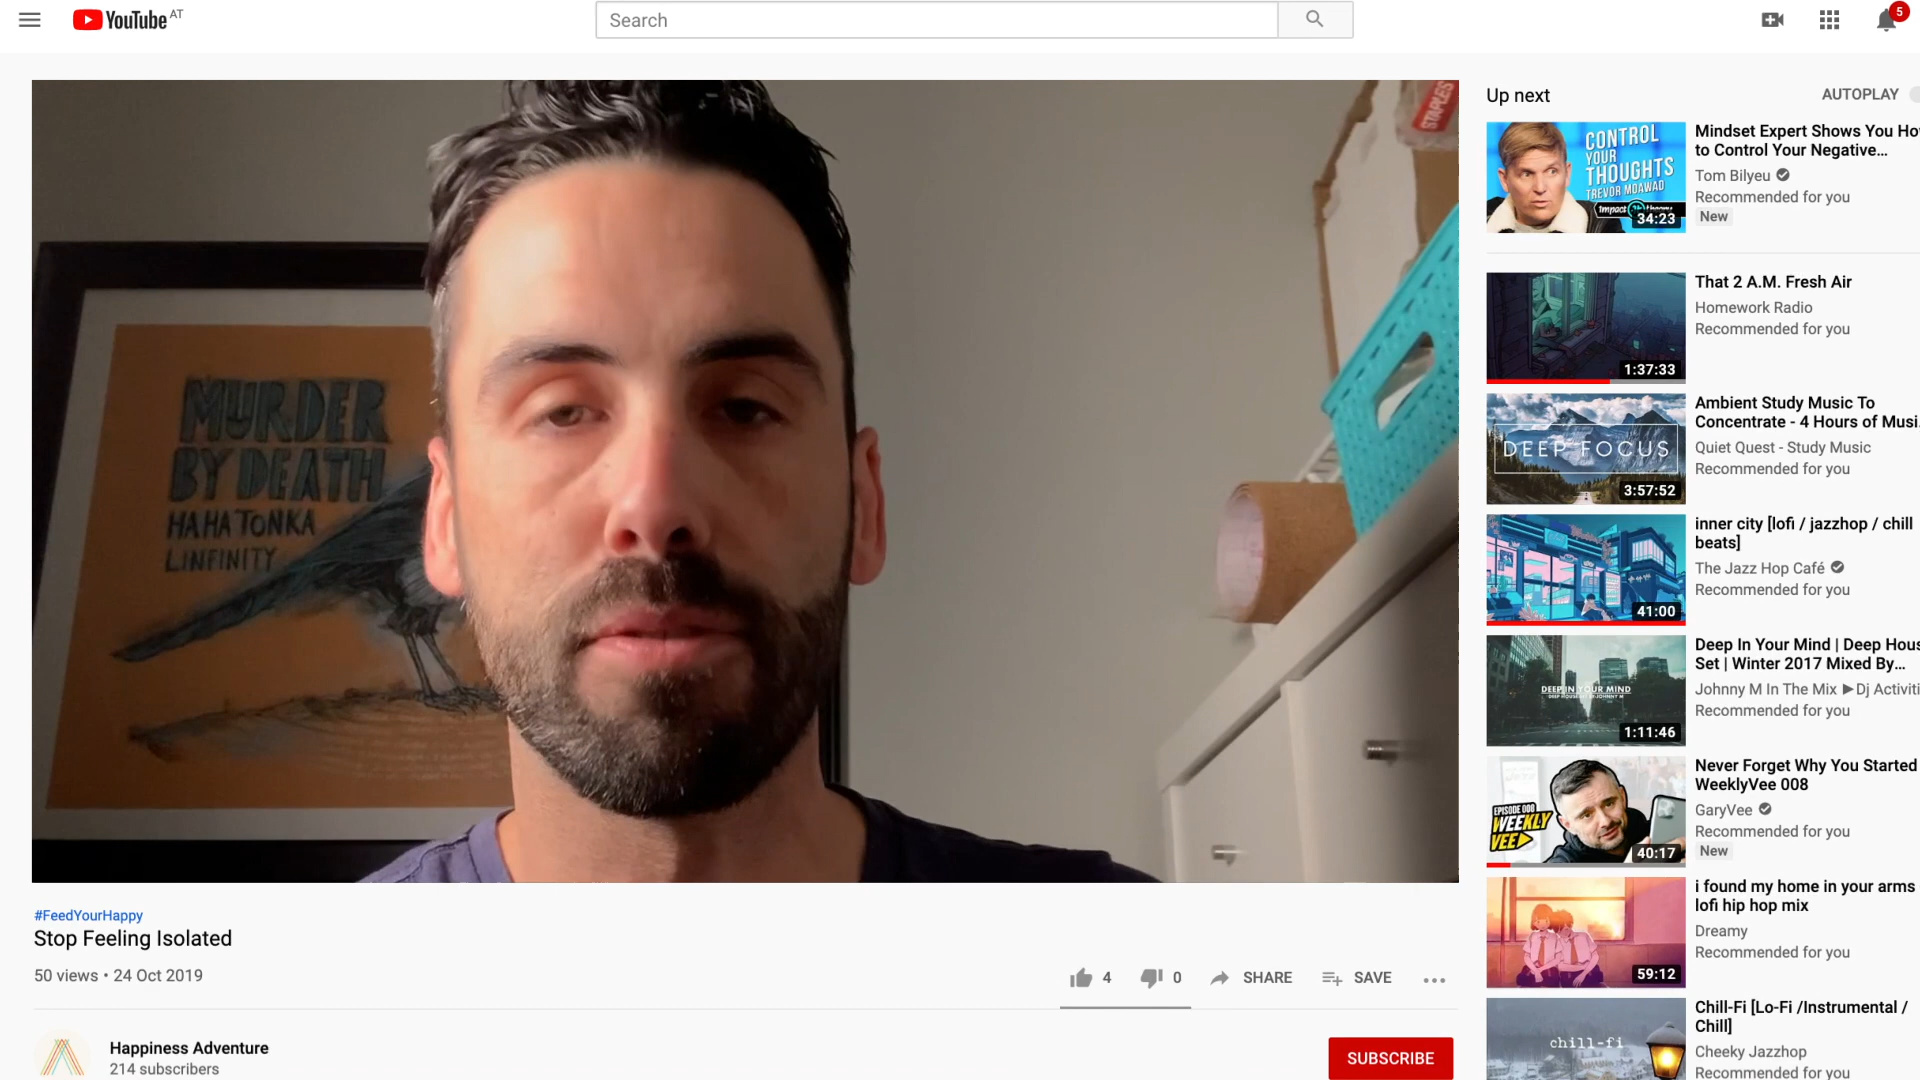 YouTube AT
Search
5
STAPLES
MURDER
BY DEATH
HA HA TONKA
LINFINITY
#FeedYourHappy
Stop Feeling Isolated
50 views • 24 Oct 2019
4
0
SHARE
SAVE
Happiness Adventure
214 subscribers
SUBSCRIBE
Up next
AUTOPLAY
CONTROL
YOUR
THOUGHTS
TREVOR MOAWAD
impact theory
34:23
Mindset Expert Shows You Ho
to Control Your Negative...
Tom Bilyeu
Recommended for you
New
1:37:33
That 2 A.M. Fresh Air
Homework Radio
Recommended for you
DEEP FOCUS
3:57:52
Ambient Study Music To
Concentrate - 4 Hours of Musi
Quiet Quest - Study Music
Recommended for you
41:00
inner city [lofi / jazzhop / chill
beats]
The Jazz Hop Café
Recommended for you
DEEP IN YOUR MIND
1:11:46
Deep In Your Mind | Deep Hous
Set | Winter 2017 Mixed By...
Johnny M In The Mix ►Dj Activiti
Recommended for you
EPISODE 008
WEEKLY
VEE
40:17
Never Forget Why You Started
WeeklyVee 008
GaryVee
Recommended for you
New
59:12
i found my home in your arms
lofi hip hop mix
Dreamy
Recommended for you
chill-fi
Chill-Fi [Lo-Fi /Instrumental /
Chill]
Cheeky Jazzhop
Recommended for you